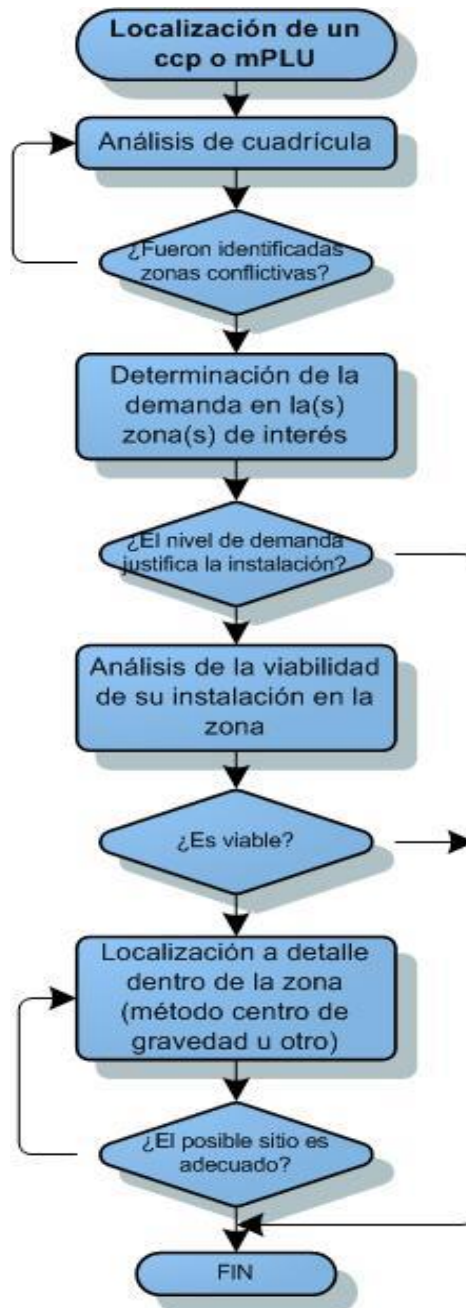 Localización de un
ccp o mPLU
Análisis de cuadrícula
¿Fueron identificadas
zonas conflictivas?
Determinación de la
demanda en la(s)
zona(s) de interés
¿El nivel de demanda
justifica la instalación?
Análisis de la viabilidad
de su instalación en la
zona
¿Es viable?
Localización a detalle
dentro de la zona
(método centro de
gravedad u otro)
¿El posible sitio es
adecuado?
FIN